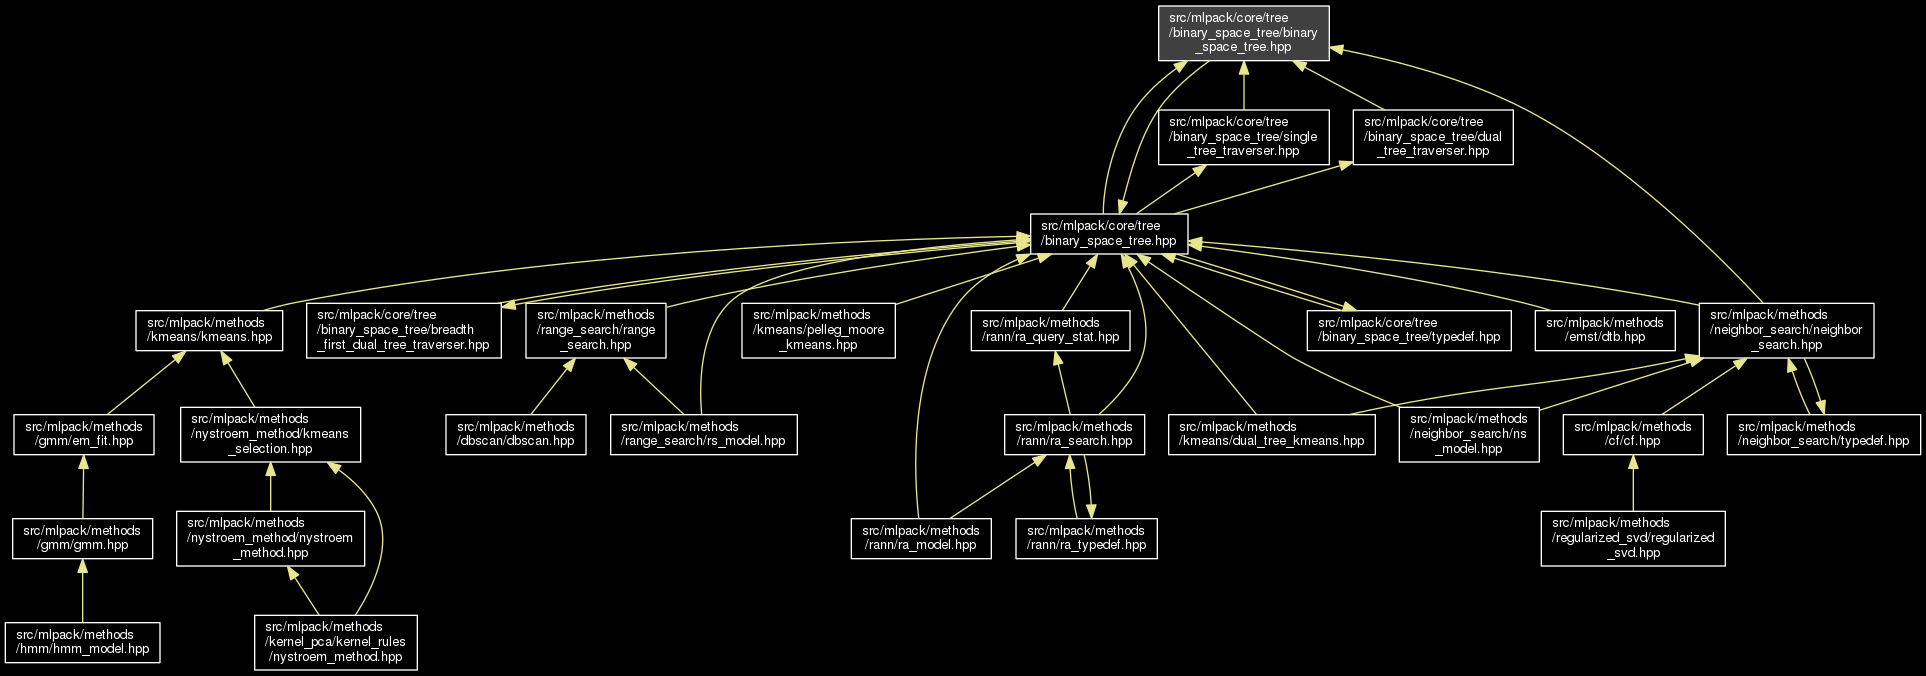 src/mlpack/core/tree
/binary_space_tree/binary
_space_tree.hpp
src/mlpack/core/tree
/binary_space_tree/single
_tree_traverser.hpp
src/mlpack/core/tree
/binary_space_tree/dual
_tree_traverser.hpp
src/mlpack/core/tree
/binary_space_tree.hpp
src/mlpack/methods
/kmeans/kmeans.hpp
src/mlpack/core/tree
/binary_space_tree/breadth
_first_dual_tree_traverser.hpp
src/mlpack/methods
/range_search/range
_search.hpp
src/mlpack/methods
/kmeans/pelleg_moore
_kmeans.hpp
src/mlpack/methods
/rann/ra_query_stat.hpp
src/mlpack/core/tree
/binary_space_tree/typedef.hpp
src/mlpack/methods
/emst/dtb.hpp
src/mlpack/methods
/neighbor_search/neighbor
_search.hpp
src/mlpack/methods
/gmm/em_fit.hpp
src/mlpack/methods
/nystroem_method/kmeans
_selection.hpp
src/mlpack/methods
/dbscan/dbscan.hpp
src/mlpack/methods
/range_search/rs_model.hpp
src/mlpack/methods
/rann/ra_search.hpp
src/mlpack/methods
/kmeans/dual_tree_kmeans.hpp
src/mlpack/methods
/neighbor_search/ns
_model.hpp
src/mlpack/methods
/cf/cf.hpp
src/mlpack/methods
/neighbor_search/typedef.hpp
src/mlpack/methods
/gmm/gmm.hpp
src/mlpack/methods
/nystroem_method/nystroem
_method.hpp
src/mlpack/methods
/rann/ra_model.hpp
src/mlpack/methods
/rann/ra_typedef.hpp
src/mlpack/methods
/regularized_svd/regularized
_svd.hpp
src/mlpack/methods
/hmm/hmm_model.hpp
src/mlpack/methods
/kernel_pca/kernel_rules
/nystroem_method.hpp